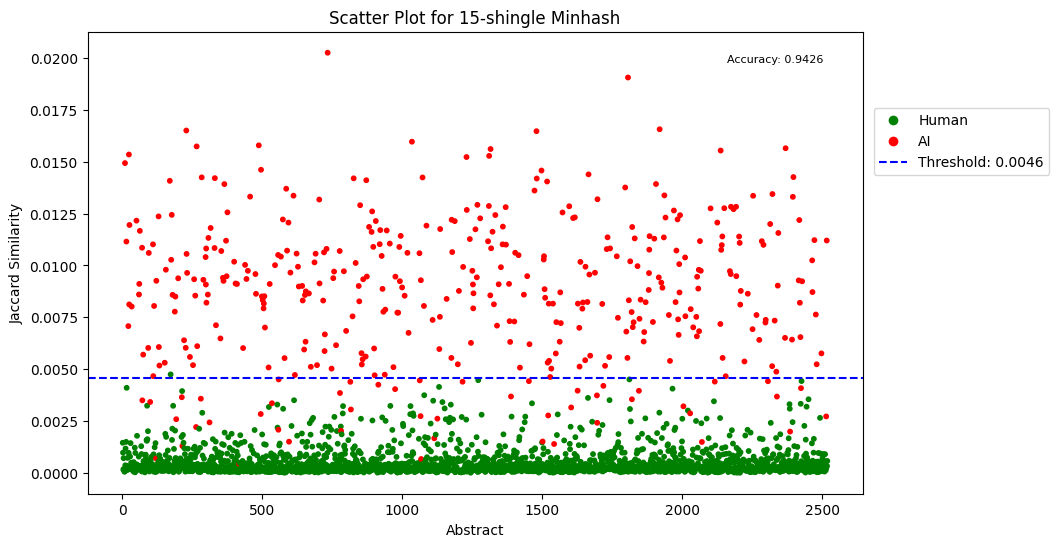 Scatter Plot for 15-shingle Minhash
Accuracy: 0.9426
Human
AI
Threshold: 0.0046
Jaccard Similarity
0.0200
0.0175
0.0150
0.0125
0.0100
0.0075
0.0050
0.0025
0.0000
0 500 1000 1500 2000 2500
Abstract